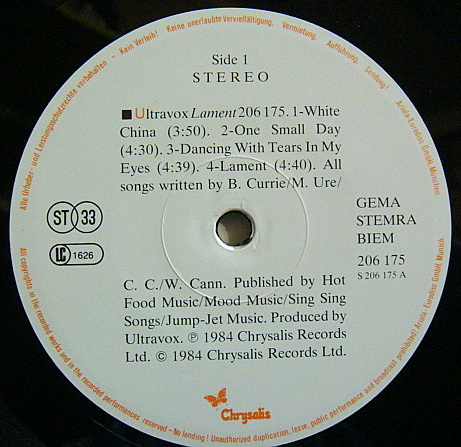 Side 1
STEREO
Ultravox Lament 206 175. 1-White
China (3:50). 2-One Small Day
(4:30). 3-Dancing With Tears In My
Eyes (4:39). 4-Lament (4:40). All
songs written by B. Currie/M. Ure/
ST 33
LC 1626
GEMA
STEMRA
BIEM
206 175
S 206 175 A
C. C./W. Cann. Published by Hot
Food Music/Mood Music/Sing Sing
Songs/Jump-Jet Music. Produced by
Ultravox. ℗ 1984 Chrysalis Records
Ltd. © 1984 Chrysalis Records Ltd.
Chrysalis
Alle Urheber- und Leistungsschutzrechte vorbehalten – Kein Verleih! Keine unerlaubte Vervielfältigung, Vermietung, Aufführung, Sendung! Ariola-Eurodisc GmbH, München
All copyrights in the recorded works and in the recorded performances reserved – No lending! Unauthorized duplication, lease, public performance and broadcast prohibited! Ariola-Eurodisc GmbH, Munich.